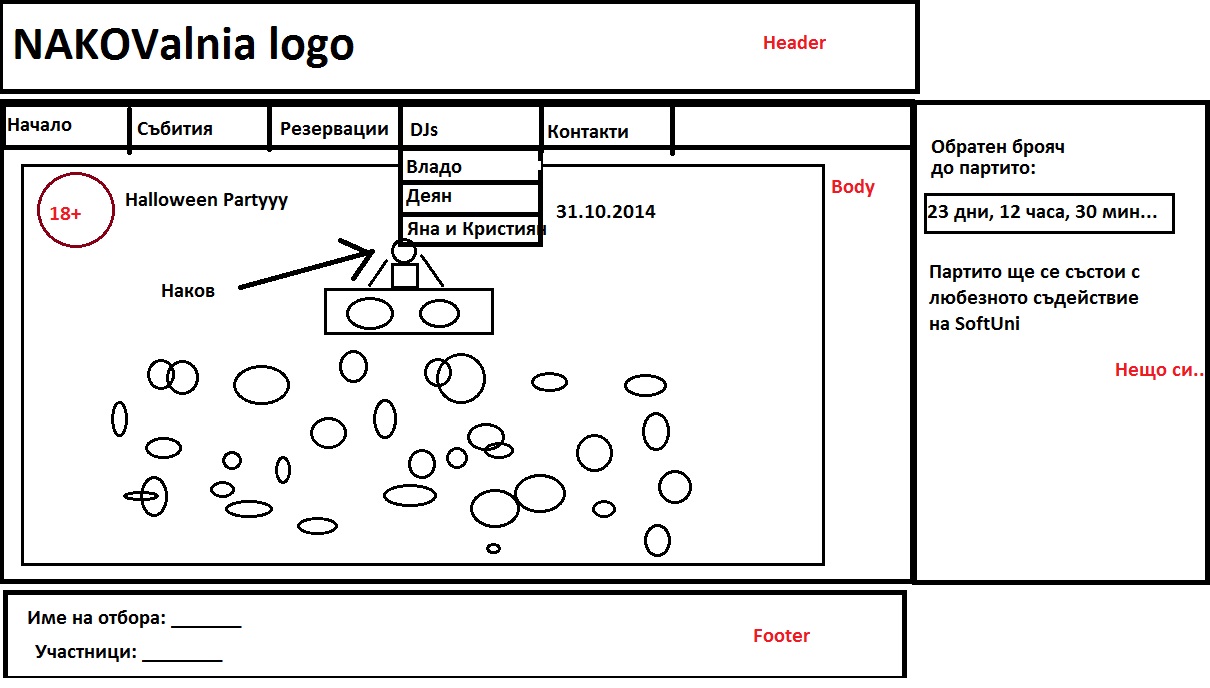 NAKOValnia logo
Header
Начало
Събития
Резервации
DJs
Контакти
Владо
Деян
Яна и Кристиян
18+
Halloween Partyyy
31.10.2014
Body
Наков
Обратен брояч
до партито:
23 дни, 12 часа, 30 мин...
Партито ще се състои с
любезното съдействие
на SoftUni
Нещо си..
Име на отбора: _______
Участници: ________
Footer